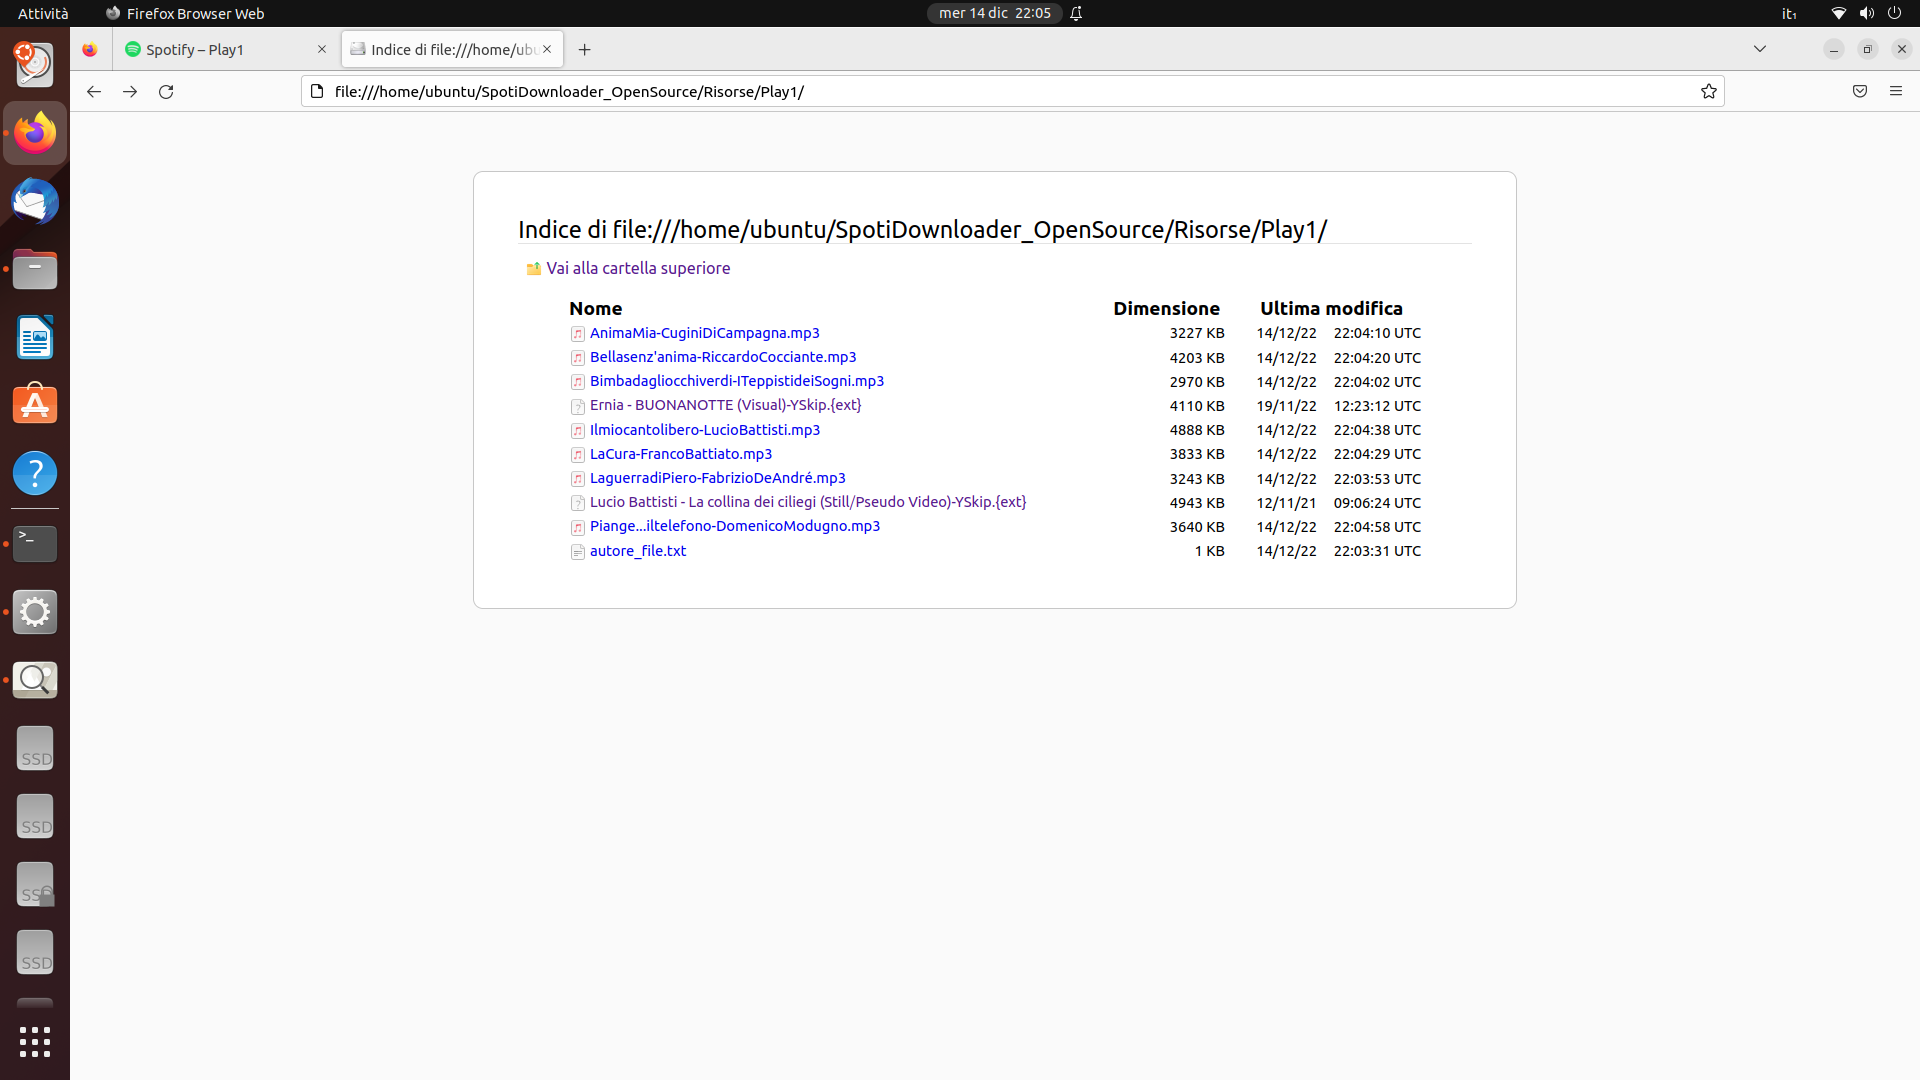 Attività Firefox Browser Web mer 14 dic 22:05 it₁
Spotify – Play1 Indice di file:///home/ubu
file:///home/ubuntu/SpotiDownloader_OpenSource/Risorse/Play1/
Indice di file:///home/ubuntu/SpotiDownloader_OpenSource/Risorse/Play1/
Vai alla cartella superiore
Nome Dimensione Ultima modifica
AnimaMia-CuginiDiCampagna.mp3 3227 KB 14/12/22 22:04:10 UTC
Bellasenz'anima-RiccardoCocciante.mp3 4203 KB 14/12/22 22:04:20 UTC
Bimbadagliocchiverdi-ITeppistideiSogni.mp3 2970 KB 14/12/22 22:04:02 UTC
Ernia - BUONANOTTE (Visual)-YSkip.{ext} 4110 KB 19/11/22 12:23:12 UTC
Ilmiocantolibero-LucioBattisti.mp3 4888 KB 14/12/22 22:04:38 UTC
LaCura-FrancoBattiato.mp3 3833 KB 14/12/22 22:04:29 UTC
LaguerradiPiero-FabrizioDeAndré.mp3 3243 KB 14/12/22 22:03:53 UTC
Lucio Battisti - La collina dei ciliegi (Still⧸Pseudo Video)-YSkip.{ext} 4943 KB 12/11/21 09:06:24 UTC
Piange...iltelefono-DomenicoModugno.mp3 3640 KB 14/12/22 22:04:58 UTC
autore_file.txt 1 KB 14/12/22 22:03:31 UTC
>_
?
SSD
SSD
SSD
SSD